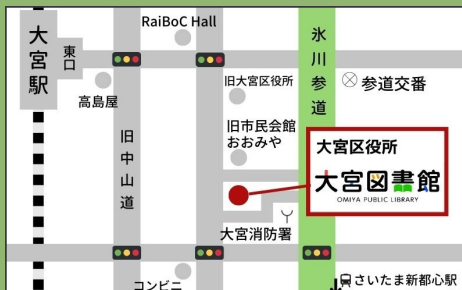 RaiBoC Hall
大宮駅
東口
氷川参道
高島屋
旧大宮区役所
参道交番
旧中山道
旧市民会館
おおみや
大宮区役所
大宮図書館
OMIYA PUBLIC LIBRARY
大宮消防署
コンビニ
さいたま新都心駅